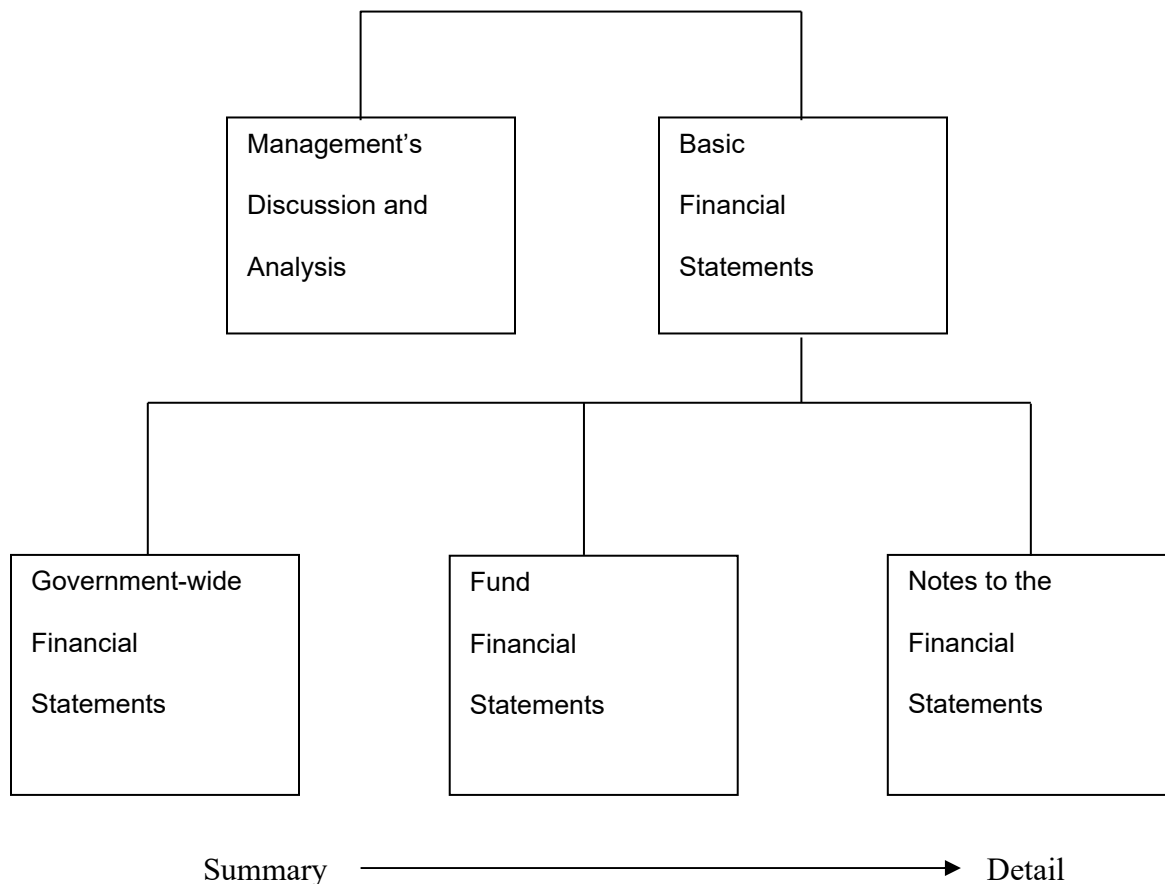 Management’s
Discussion and
Analysis
Basic
Financial
Statements
Government-wide
Financial
Statements
Fund
Financial
Statements
Notes to the
Financial
Statements
Summary
Detail